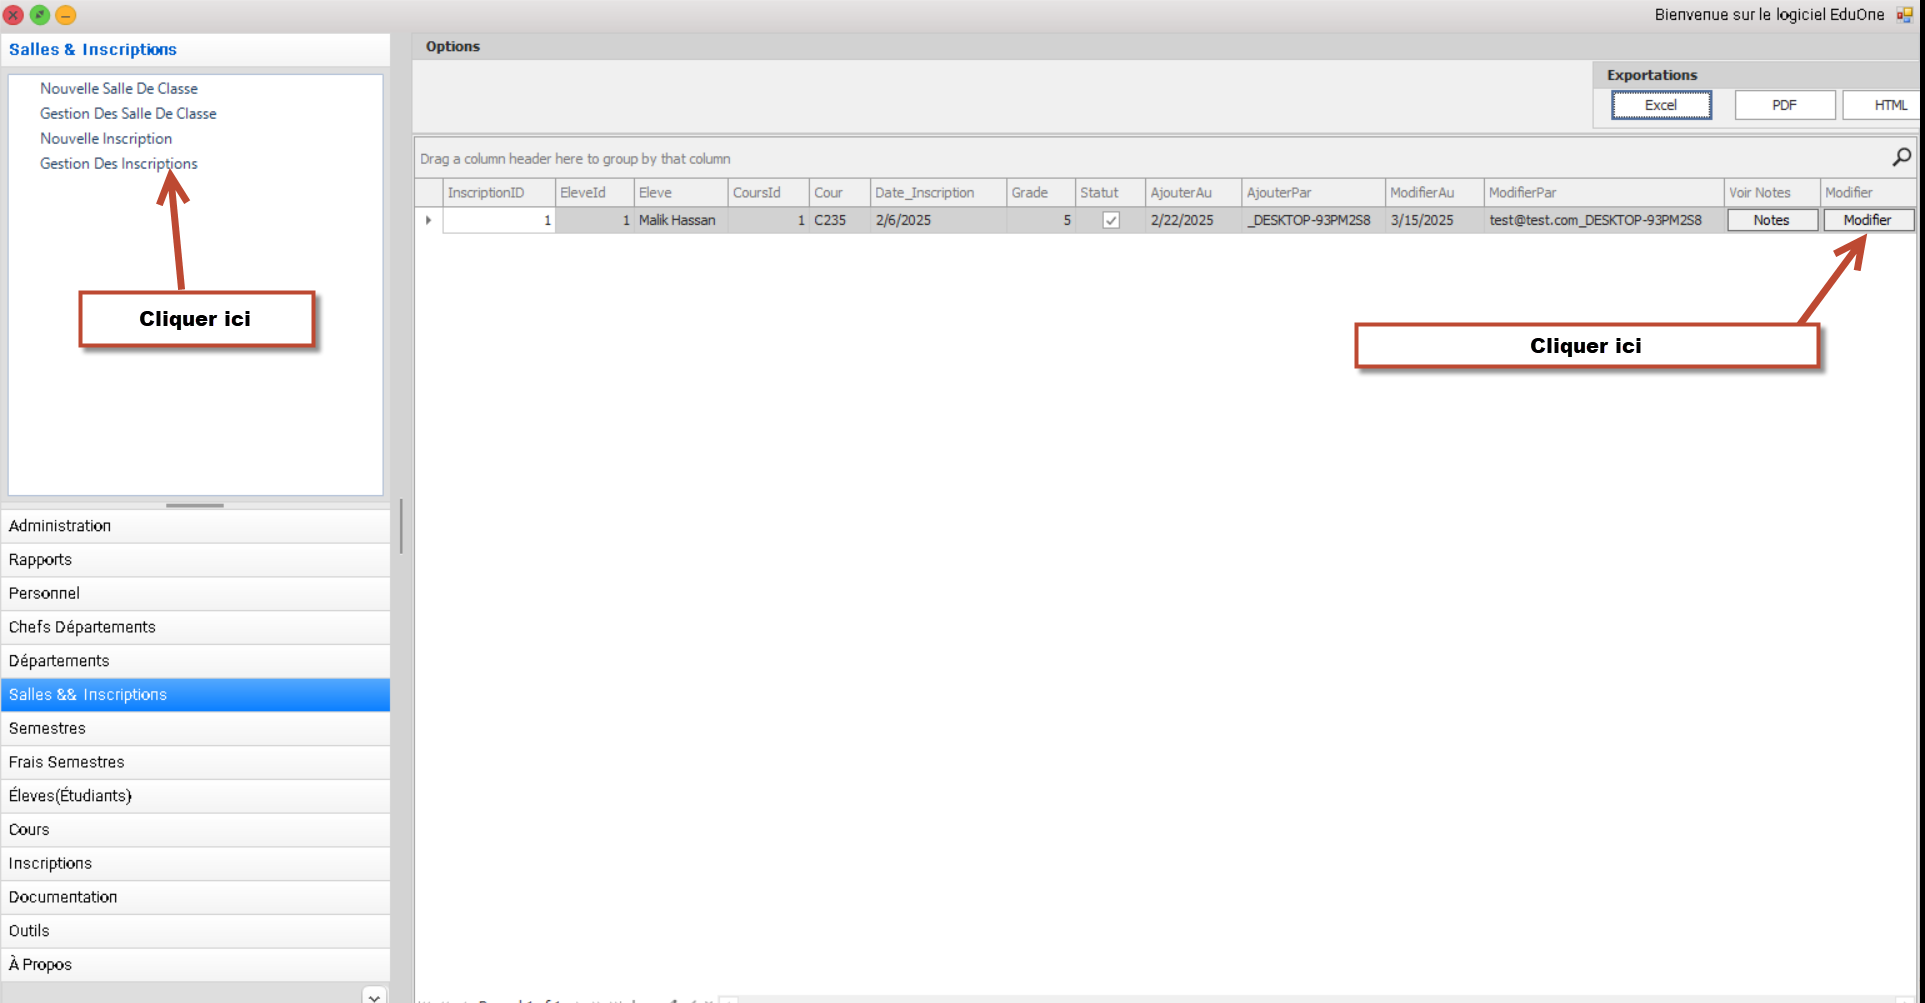 Bienvenue sur le logiciel EduOne
Salles & Inscriptions
Nouvelle Salle De Classe
Gestion Des Salle De Classe
Nouvelle Inscription
Gestion Des Inscriptions
Cliquer ici
Administration
Rapports
Personnel
Chefs Départements
Départements
Salles && Inscriptions
Semestres
Frais Semestres
Éleves(Étudiants)
Cours
Inscriptions
Documentation
Outils
À Propos
Options
Exportations
Excel PDF HTML
Drag a column header here to group by that column
InscriptionID EleveId Eleve CoursId Cour Date_Inscription Grade Statut AjouterAu AjouterPar ModifierAu ModifierPar Voir Notes Modifier
1 1 Malik Hassan 1 C235 2/6/2025 5 2/22/2025 _DESKTOP-93PM2S8 3/15/2025 test@test.com_DESKTOP-93PM2S8 Notes Modifier
Cliquer ici